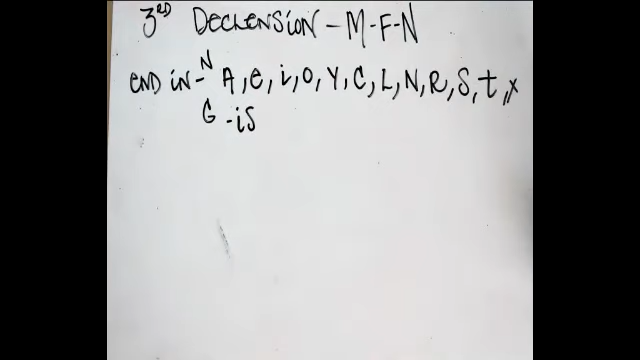 3RD DECLENSION - M-F-N
END IN - N A, e, i, O, Y, C, L, N, R, S, t, x
G - iS